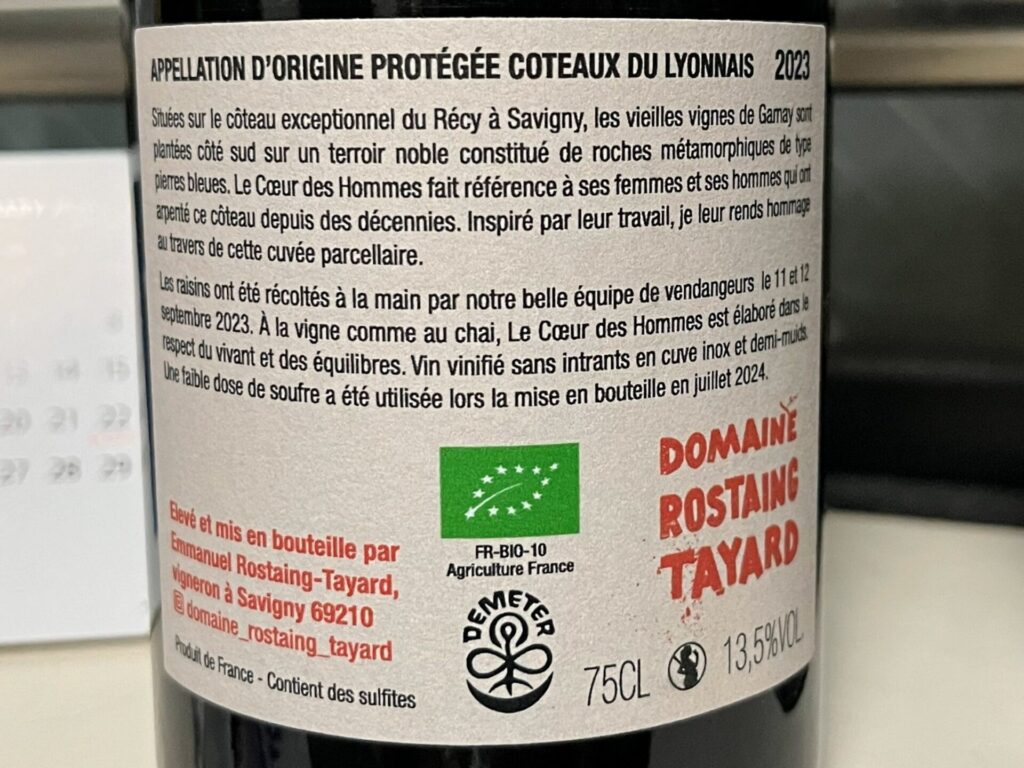 APPELLATION D'ORIGINE PROTÉGÉE COTEAUX DU LYONNAIS 2023
Situées sur le côteau exceptionnel du Récy à Savigny, les vieilles vignes de Gamay sont
plantées côté sud sur un terroir noble constitué de roches métamorphiques de type
pierres bleues. Le Cœur des Hommes fait référence à ses femmes et ses hommes qui ont
arpenté ce côteau depuis des décennies. Inspiré par leur travail, je leur rends hommage
au travers de cette cuvée parcellaire.
Les raisins ont été récoltés à la main par notre belle équipe de vendangeurs le 11 et 12
septembre 2023. À la vigne comme au chai, Le Cœur des Hommes est élaboré dans le
respect du vivant et des équilibres. Vin vinifié sans intrants en cuve inox et demi-muids.
Une faible dose de soufre a été utilisée lors la mise en bouteille en juillet 2024.
Elevé et mis en bouteille par
Emmanuel Rostaing-Tayard,
vigneron à Savigny 69210
domaine_rostaing_tayard
Produit de France - Contient des sulfites
FR-BIO-10
Agriculture France
DEMETER
DOMAINE
ROSTAING
TAYARD
75CL 13,5%VOL
14 15
20 21 22
27 28 29